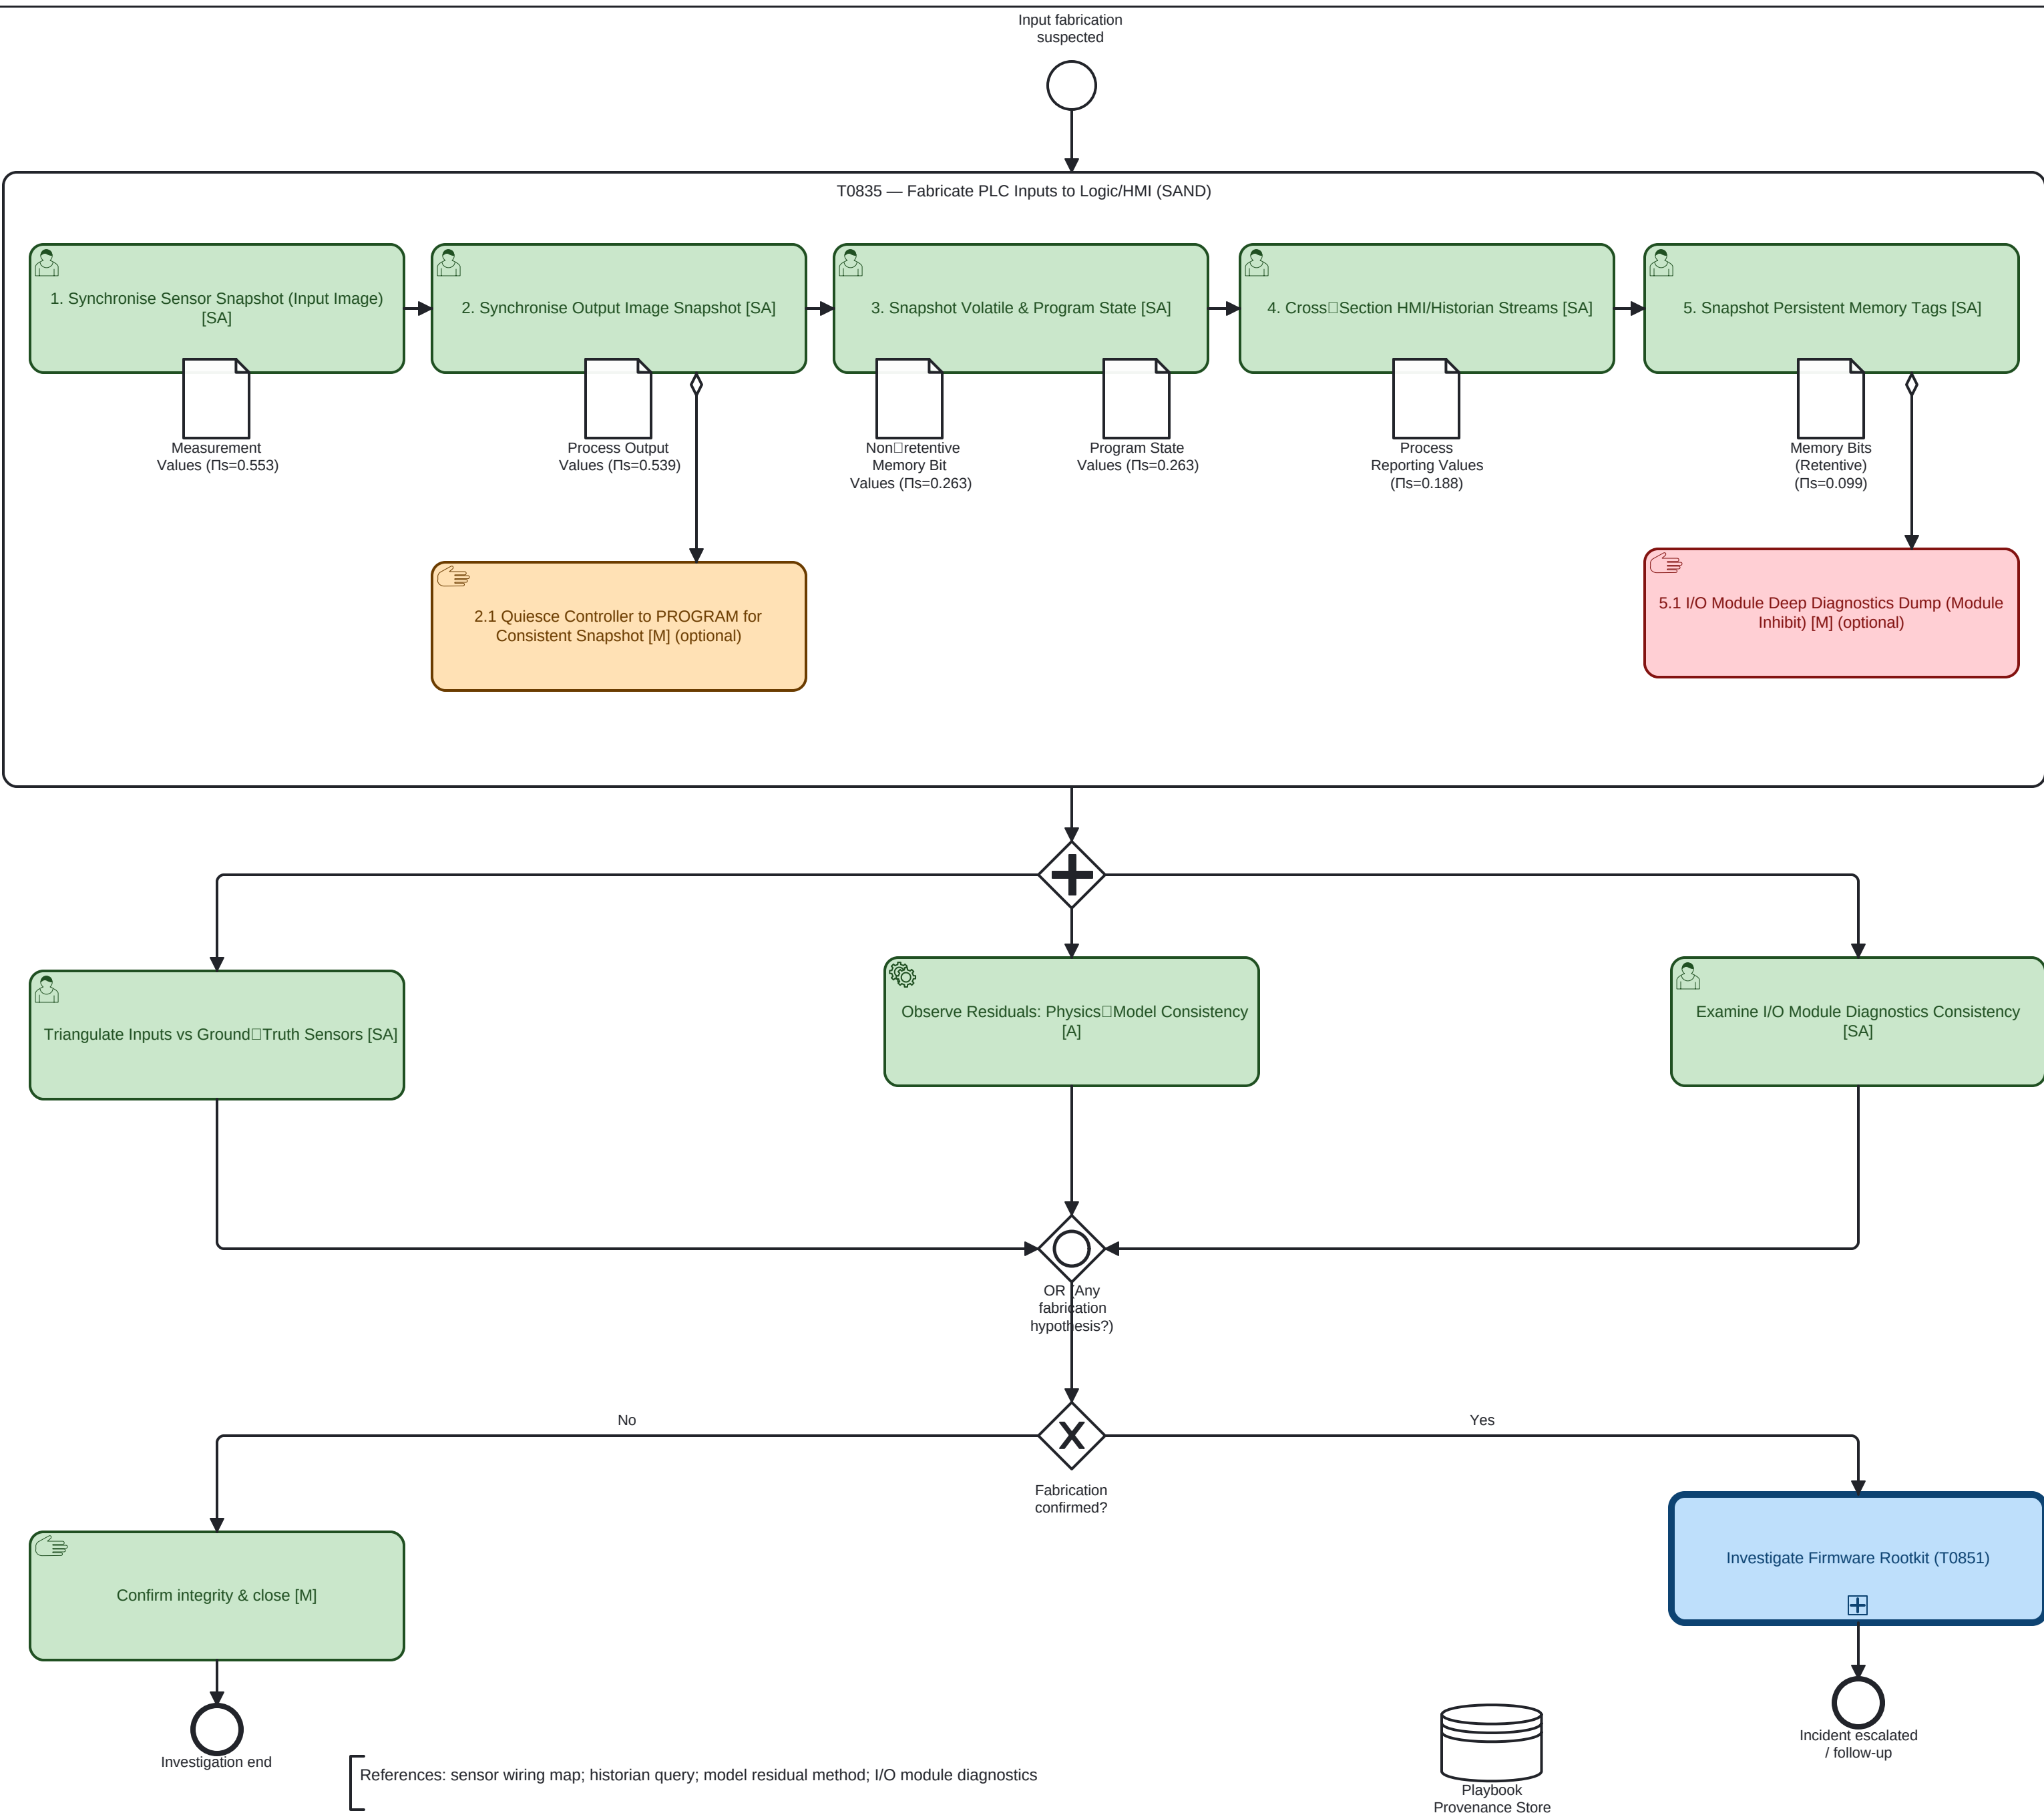 Input fabrication
suspected
T0835 — Fabricate PLC Inputs to Logic/HMI (SAND)
1. Synchronise Sensor Snapshot (Input Image)
[SA]
2. Synchronise Output Image Snapshot [SA]
3. Snapshot Volatile & Program State [SA]
4. Cross□Section HMI/Historian Streams [SA]
5. Snapshot Persistent Memory Tags [SA]
Measurement
Values (Πs=0.553)
Process Output
Values (Πs=0.539)
Non□retentive
Memory Bit
Values (Πs=0.263)
Program State
Values (Πs=0.263)
Process
Reporting Values
(Πs=0.188)
Memory Bits
(Retentive)
(Πs=0.099)
2.1 Quiesce Controller to PROGRAM for
Consistent Snapshot [M] (optional)
5.1 I/O Module Deep Diagnostics Dump (Module
Inhibit) [M] (optional)
Triangulate Inputs vs Ground□Truth Sensors [SA]
Observe Residuals: Physics□Model Consistency
[A]
Examine I/O Module Diagnostics Consistency
[SA]
OR (Any
fabrication
hypothesis?)
No
Yes
Fabrication
confirmed?
Confirm integrity & close [M]
Investigate Firmware Rootkit (T0851)
Investigation end
Incident escalated
/ follow-up
References: sensor wiring map; historian query; model residual method; I/O module diagnostics
Playbook
Provenance Store